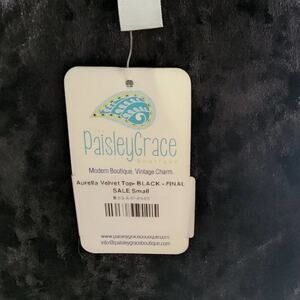 PaisleyGrace
boutique
Modern Boutique, Vintage Charm.
Aurelia Velvet Top- BLACK - FINAL
SALE Small
www.paisleygraceboutique.com
info@paisleygraceboutique.com